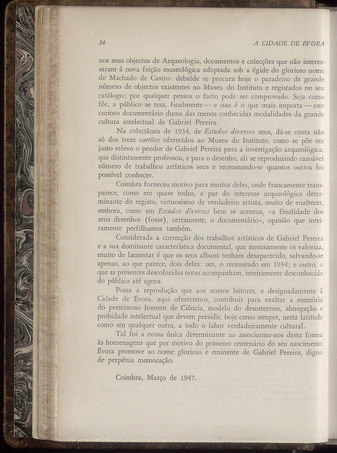 34 A CIDADE DE ÉVORA
nos seus objectos de Arqueologia, documentos e colecções que não interes-
saram à nova feição museológica adoptada sob a égide do glorioso nome
de Machado de Castro: debalde se procura hoje o paradeiro de grande
número de objectos existentes no Museu do Instituto e registados no seu
catálogo; por qualquer pessoa o facto pode ser comprovado. Seja como
fôr, a público se traz, finalmente — e isso é o que mais importa — este
curioso documentário duma das menos conhecidas modalidades da grande
cultura intelectual de Gabriel Pereira.
Na colectânea de 1934, de Estudos diversos seus, dá-se conta não
só dos treze cartões oferecidos ao Museu do Instituto, como se põe em
justo relevo o pendor de Gabriel Pereira para a investigação arqueológica,
que distintamente professou, e para o desenho, ali se reproduzindo razoável
número de trabalhos artísticos seus e recenseando-se quantos outros foi
possível conhecer.
Coimbra forneceu motivo para muitos deles, onde francamente trans-
parece, como em quase todos, a par do interesse arqueológico deter-
minante do registo, virtuosismo de verdadeiro artista, muito de enaltecer,
embora, como em Estudos diversos bem se acentua, «a finalidade dos
seus desenhos (fosse), certamente, o documentário», opinião que intei-
ramente perfilhamos também.
Considerada a correcção dos trabalhos artísticos de Gabriel Pereira
e a sua dominante característica documental, que imensamente os valoriza,
muito de lamentar é que os seus álbuns tenham desaparecido, salvando-se
apenas, ao que parece, dois deles: um, o recenseado em 1934; e outro, o
que as presentes descoloridas notas acompanham, inteiramente desconhecido
do público até agora.
Possa a reprodução que aos nossos leitores, e designadamente à
Cidade de Évora, aqui oferecemos, contribuir para exaltar a memória
do prestimoso homem de Ciência, modelo do desinteresse, abnegação e
probidade intelectual que devem presidir, hoje como sempre, nesta latitude
como em qualquer outra, a todo o labor verdadeiramente cultural.
Tal foi a nossa única determinante ao associarmo-nos desta forma
às homenagens que por motivo do primeiro centenário do seu nascimento
Évora promove ao nome glorioso e eminente de Gabriel Pereira, digno
de perpétua memoração.
Coimbra, Março de 1947.